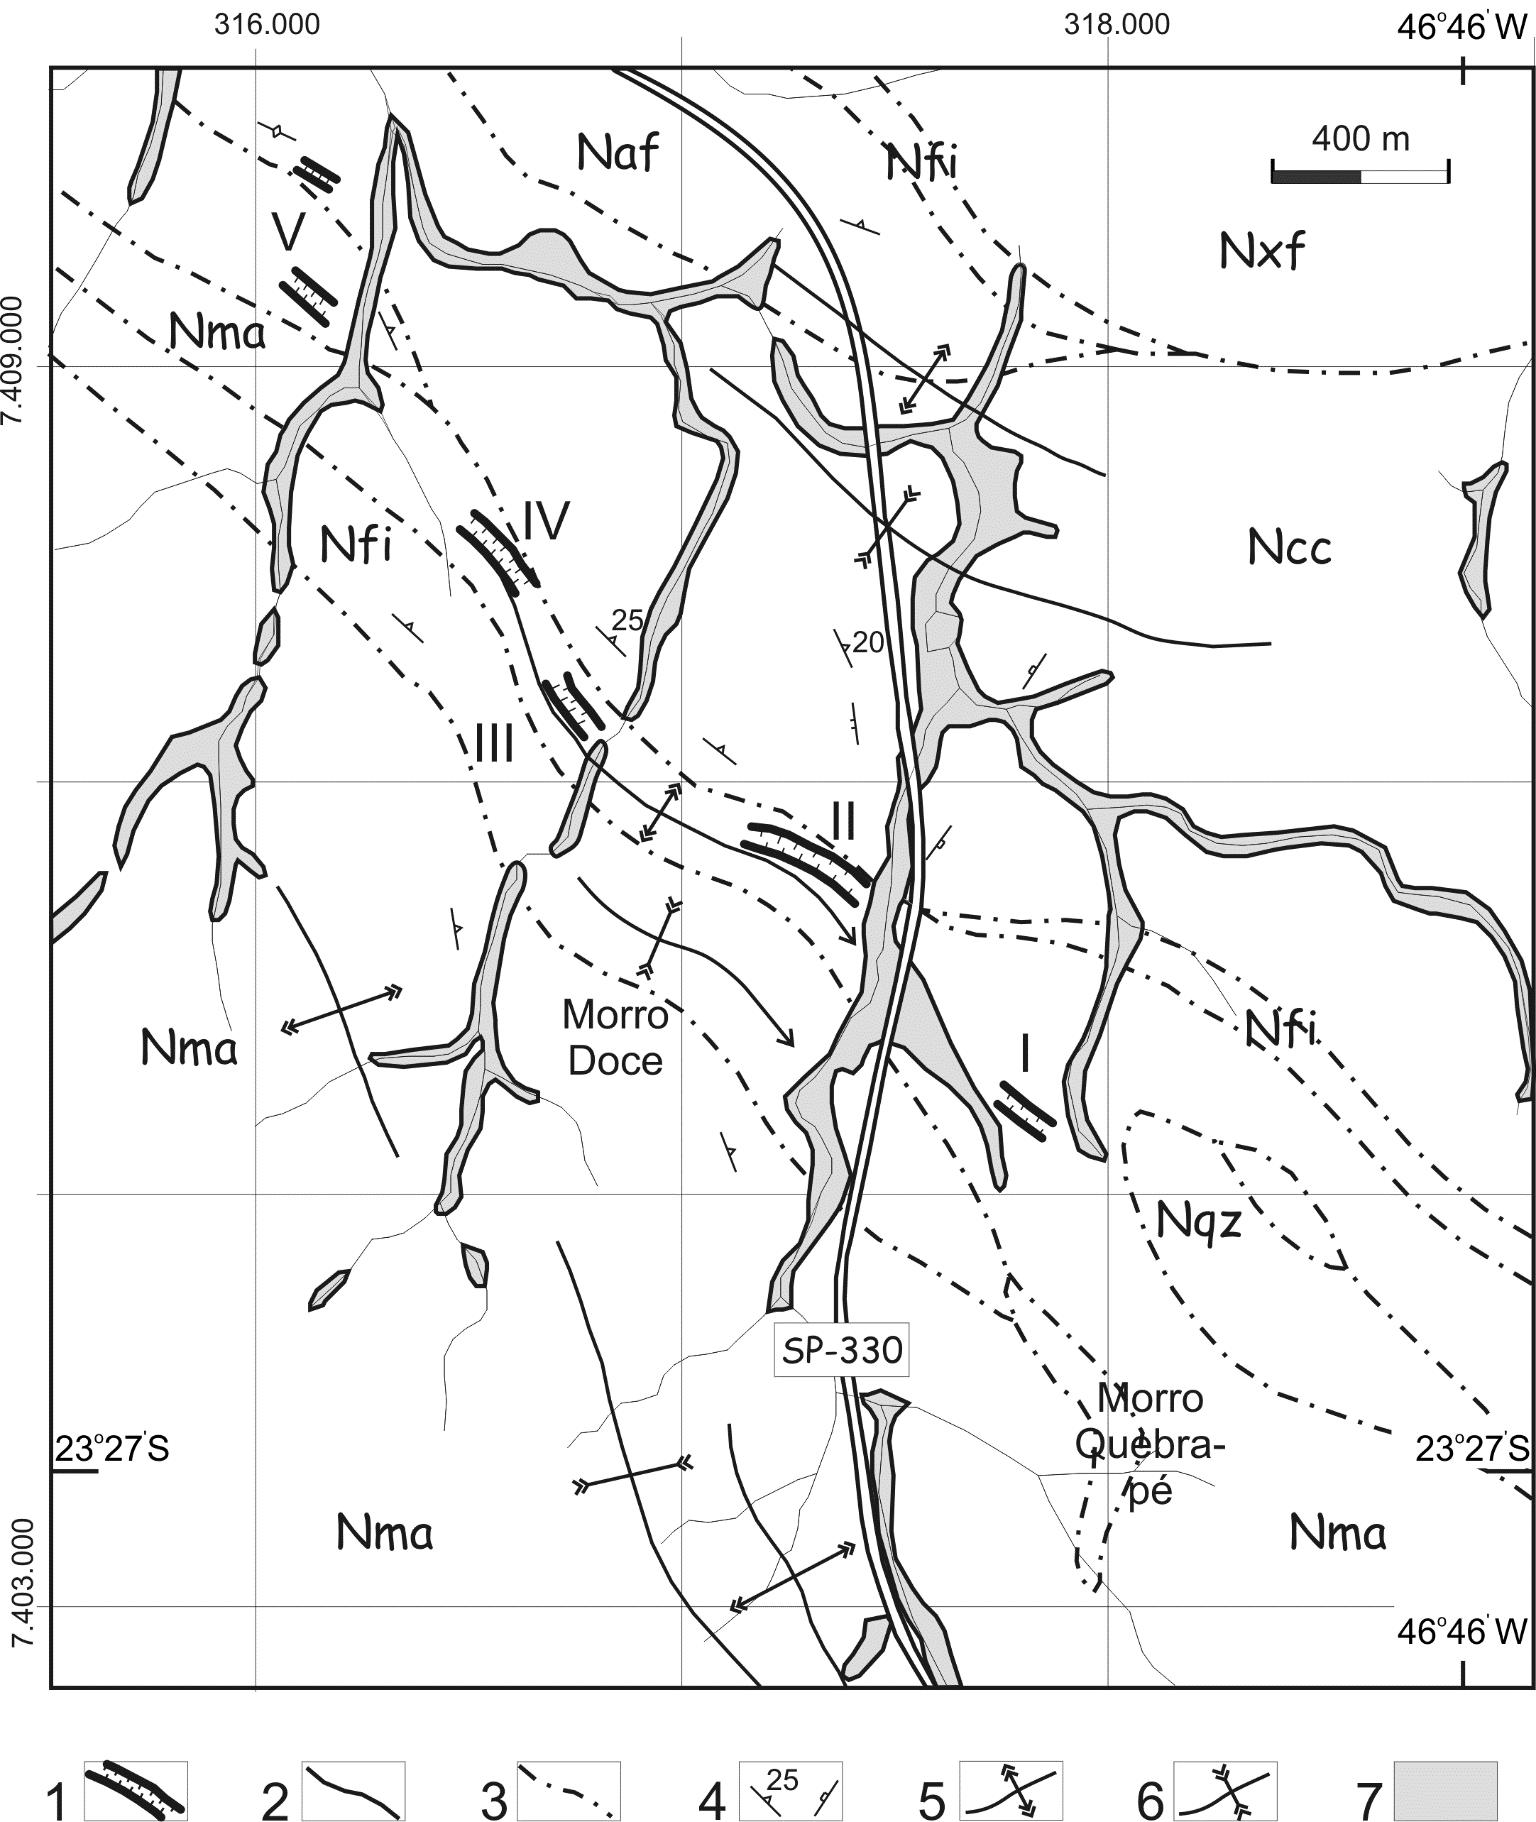 316.000
318.000
46°46'W
Naf
Nfi
400 m
Nxf
V
Nma
7.409.000
IV
Nfi
Ncc
25
20
III
II
Nma
Morro
Doce
I
Nfi
Nqz
SP-330
Morro
Quebra-
pé
23°27'S
23°27'S
Nma
Nma
7.403.000
46°46'W
1
2
3
4
25
5
6
7